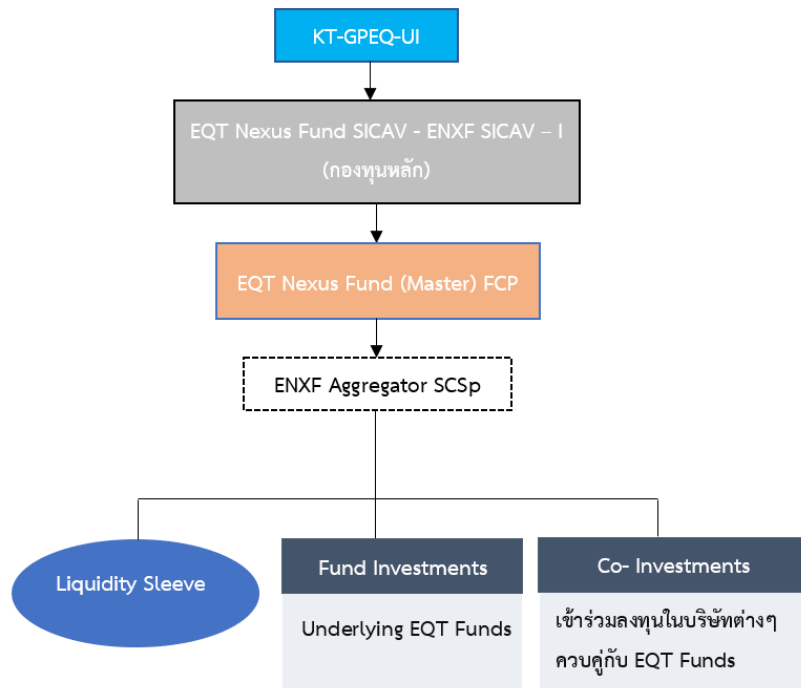 KT-GPEQ-UI
EQT Nexus Fund SICAV - ENXF SICAV – I
(กองทุนหลัก)
EQT Nexus Fund (Master) FCP
ENXF Aggregator SCSp
Liquidity Sleeve
Fund Investments
Underlying EQT Funds
Co- Investments
เข้าร่วมลงทุนในบริษัทต่างๆ
ควบคู่กับ EQT Funds